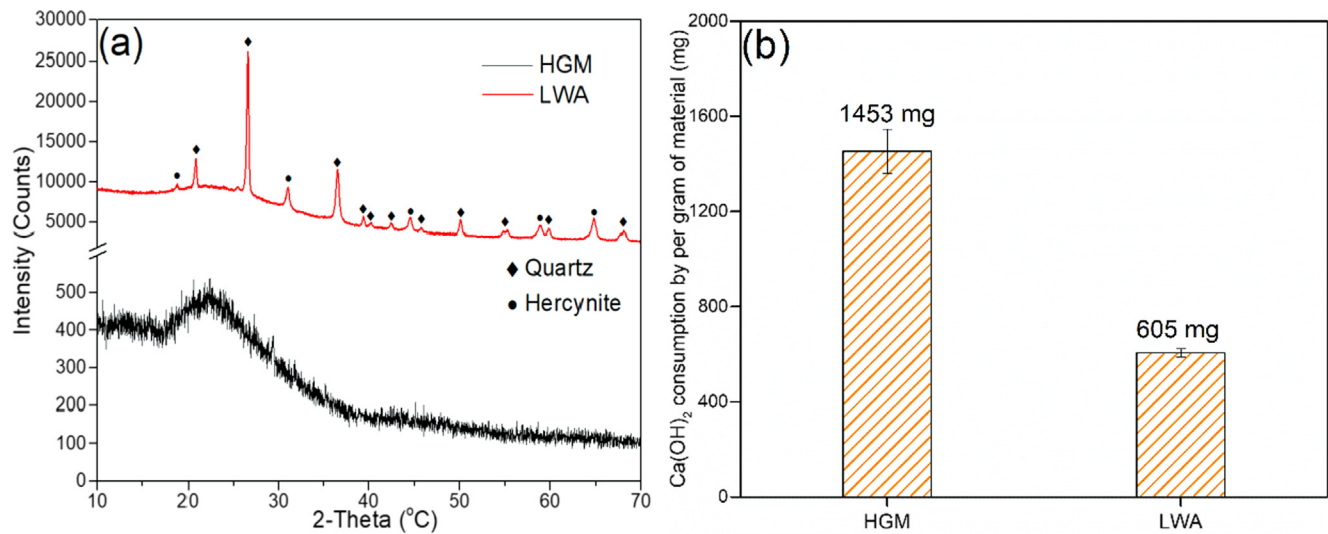 (a)
HGM
LWA
Quartz
Hercynite
Intensity (Counts)
30000
25000
20000
15000
10000
5000
500
400
300
200
100
0
10 20 30 40 50 60 70
2-Theta (°C)
(b)
Ca(OH)₂ consumption by per gram of material (mg)
2000
1600
1200
800
400
0
1453 mg
605 mg
HGM LWA